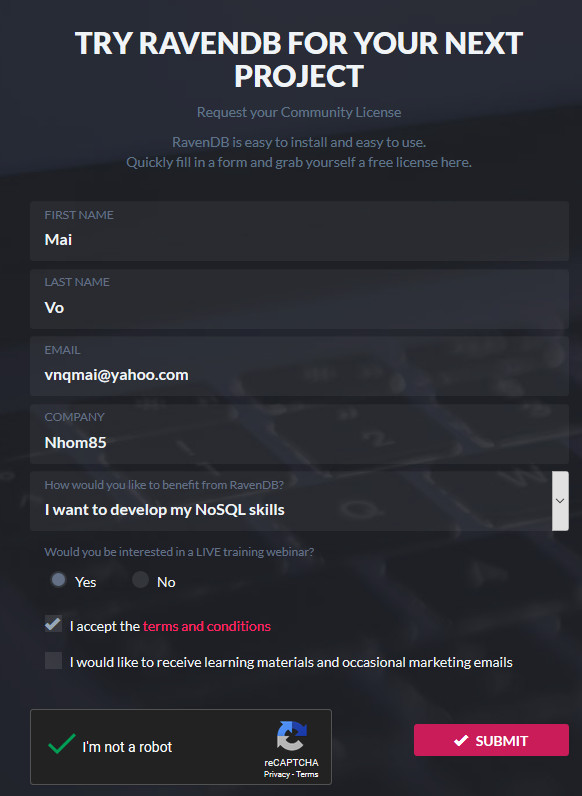 TRY RAVENDB FOR YOUR NEXT
PROJECT
Request your Community License
RavenDB is easy to install and easy to use.
Quickly fill in a form and grab yourself a free license here.
FIRST NAME
Mai
LAST NAME
Vo
EMAIL
vnqmai@yahoo.com
COMPANY
Nhom85
How would you like to benefit from RavenDB?
I want to develop my NoSQL skills
Would you be interested in a LIVE training webinar?
Yes No
I accept the terms and conditions
I would like to receive learning materials and occasional marketing emails
I'm not a robot
reCAPTCHA
Privacy - Terms
SUBMIT